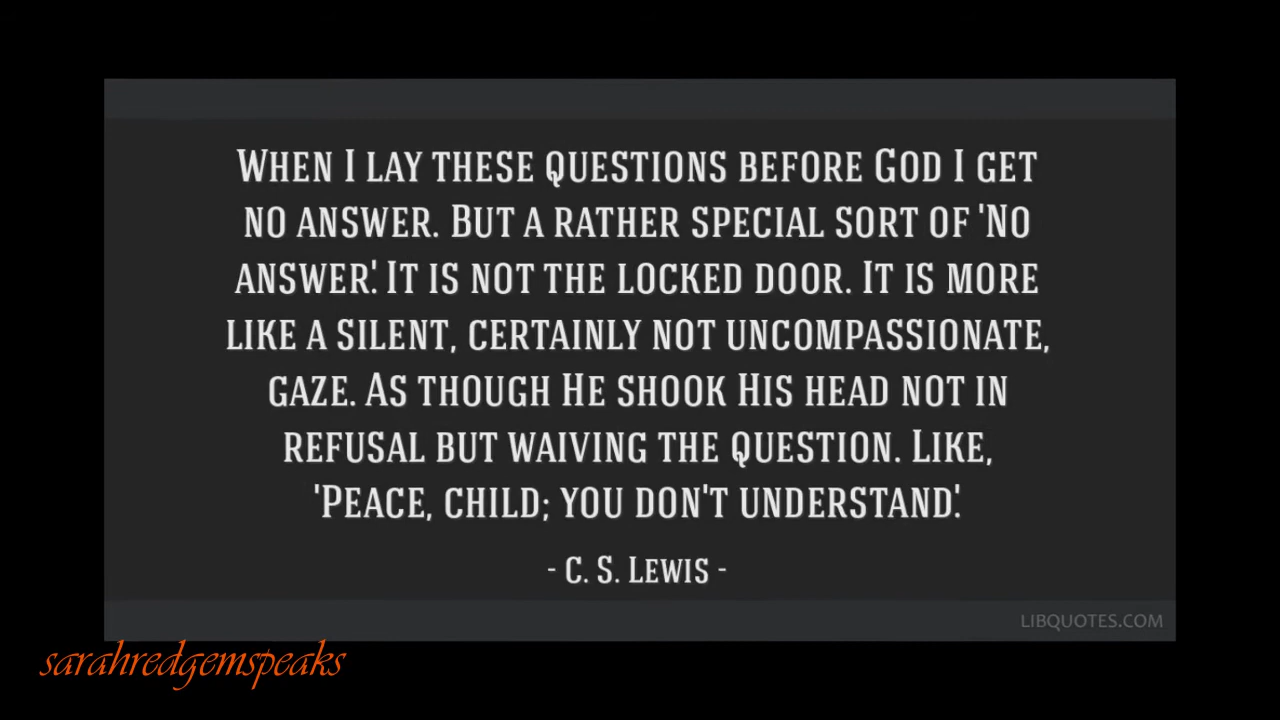 When I lay these questions before God I get
no answer. But a rather special sort of 'No
answer.' It is not the locked door. It is more
like a silent, certainly not uncompassionate,
gaze. As though He shook His head not in
refusal but waiving the question. Like,
'Peace, child; you don't understand.'
- C. S. Lewis -
LIBQUOTES.COM
sarahredgemspeaks